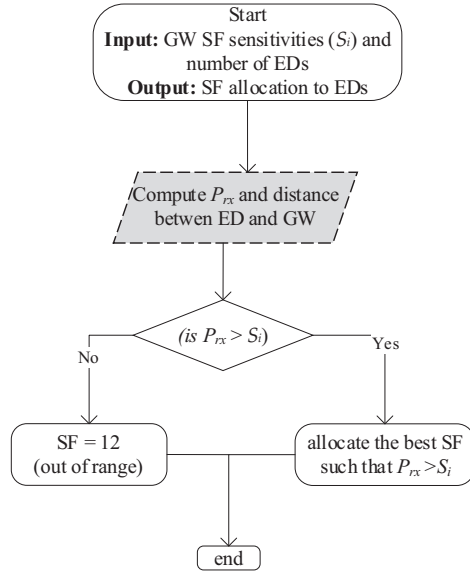 Start
Input: GW SF sensitivities (Si) and
number of EDs
Output: SF allocation to EDs
Compute Prx and distance
betwen ED and GW
(is Prx > Si)
No
Yes
SF = 12
(out of range)
allocate the best SF
such that Prx >Si
end